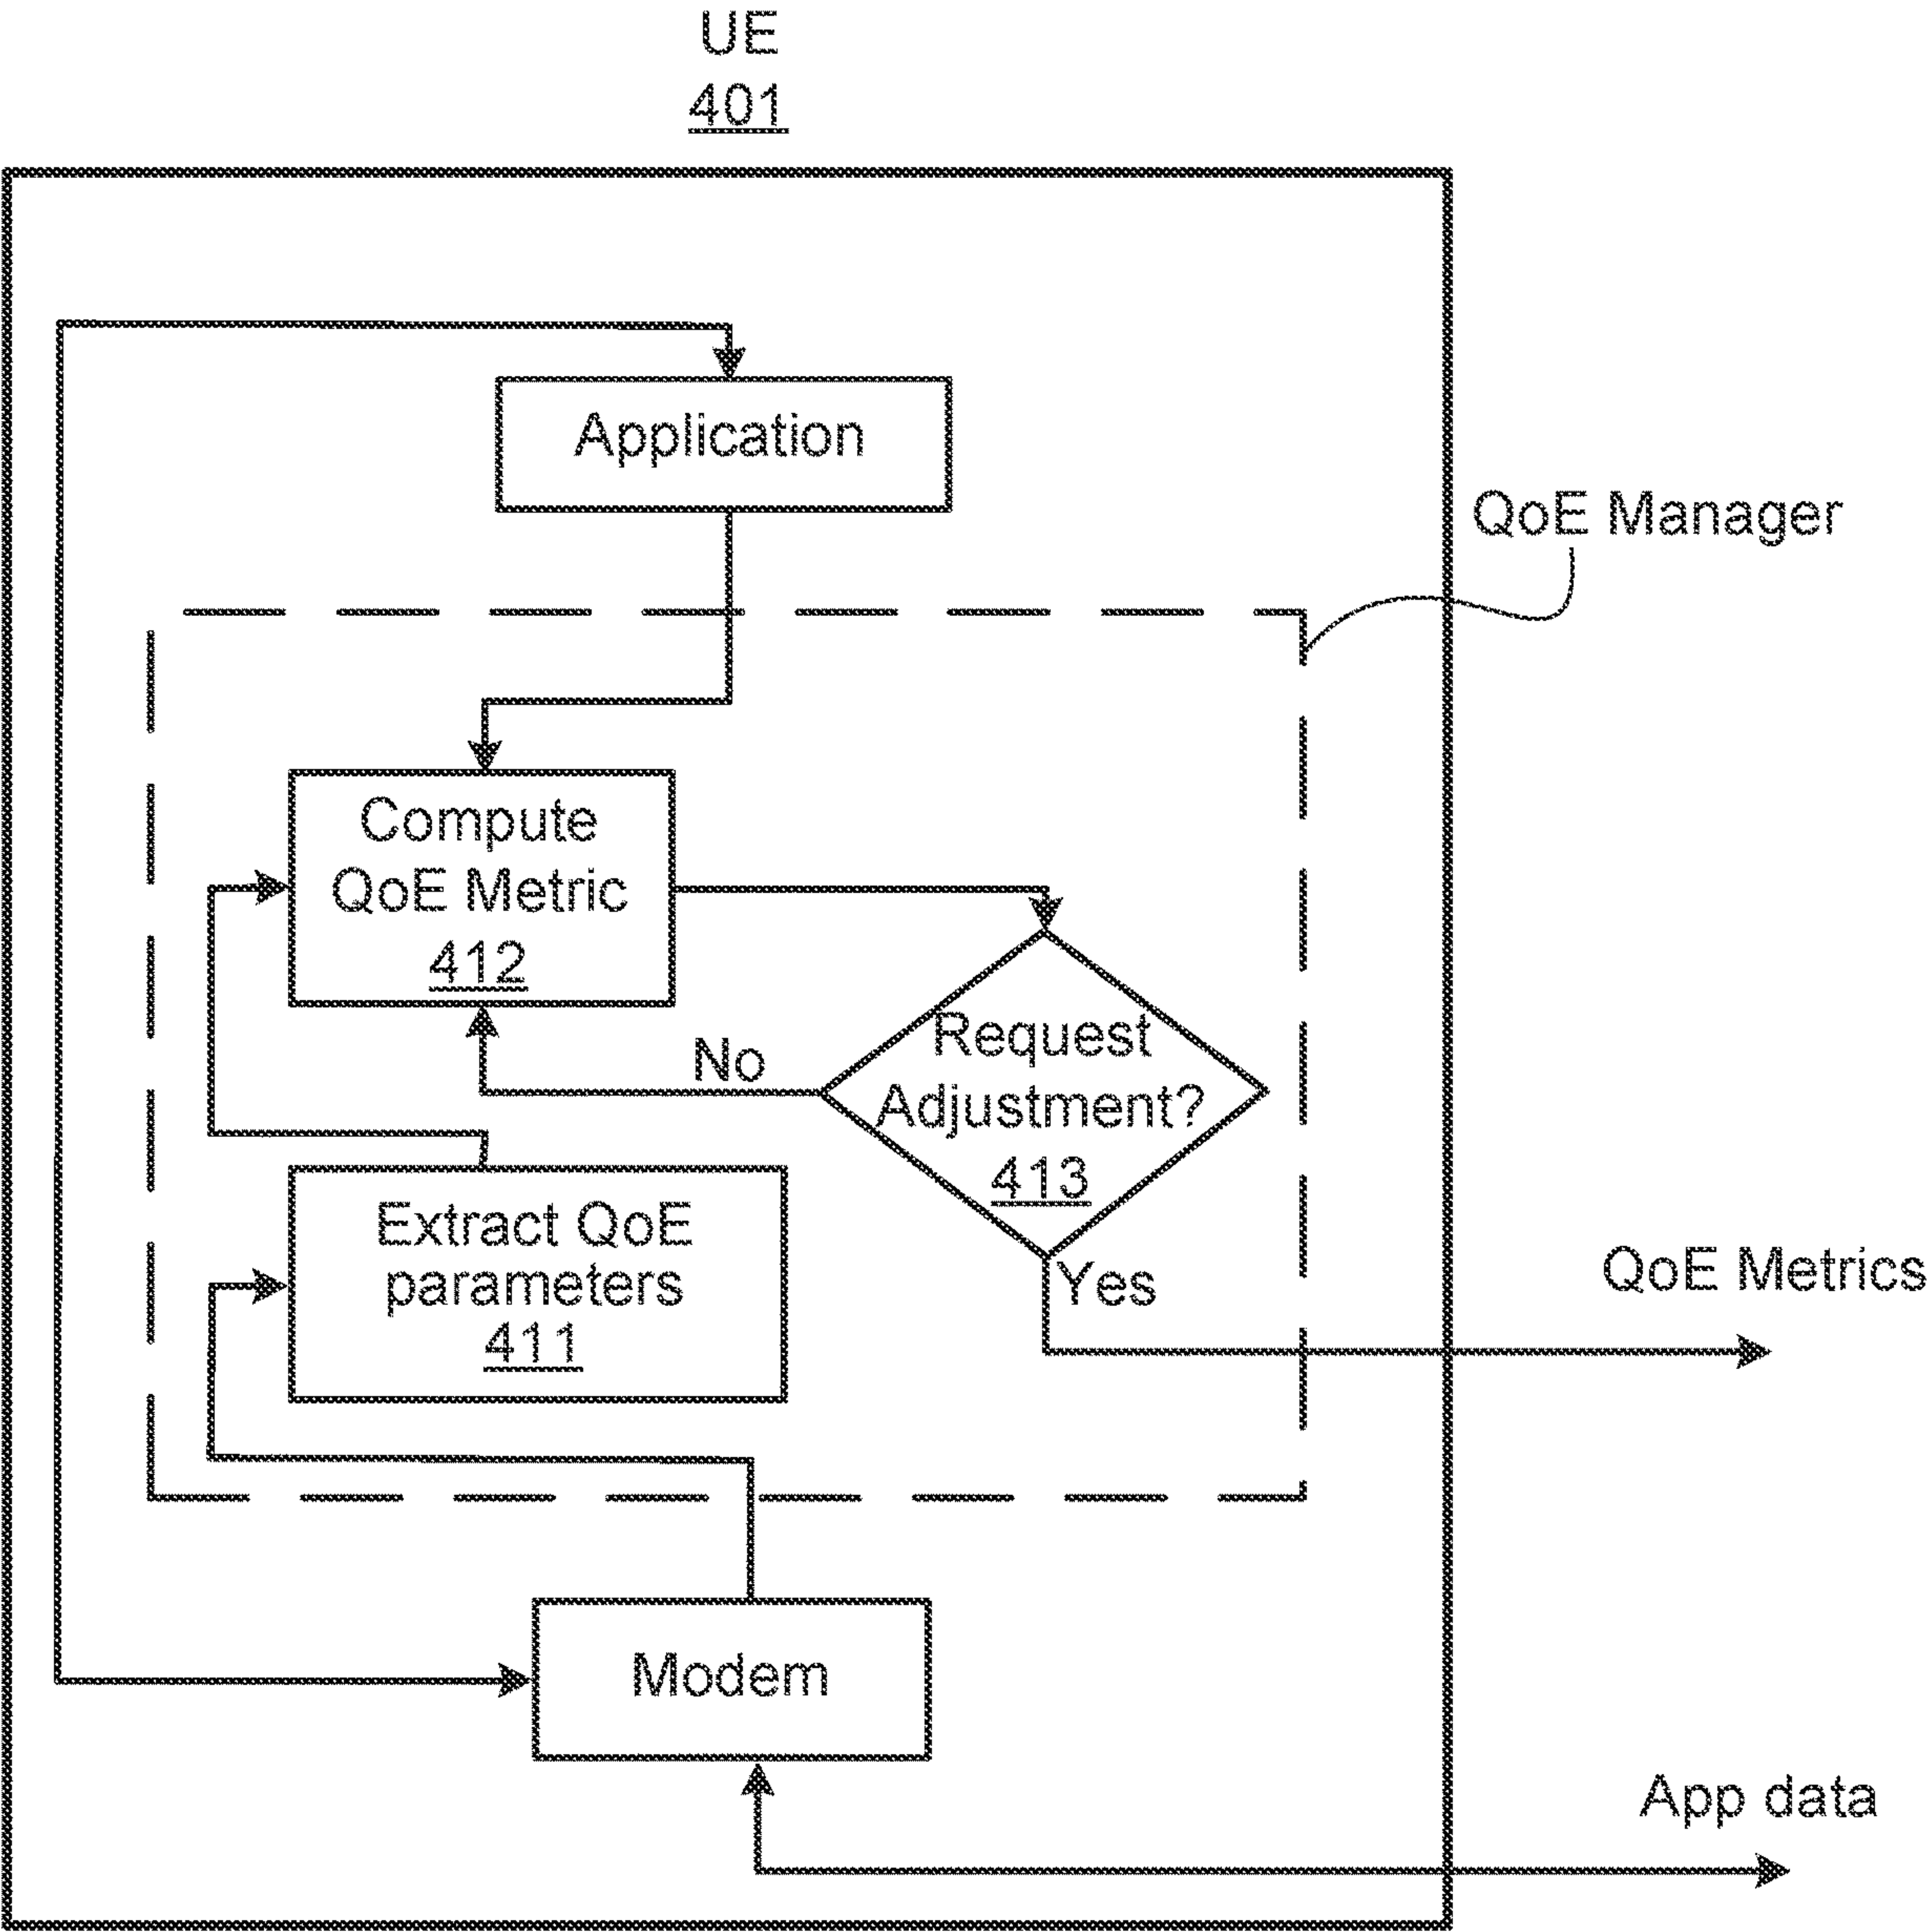 UE
401
Application
QoE Manager
Compute
QoE Metric
412
Request
Adjustment?
413
No
Extract QoE
parameters
411
Yes
QoE Metrics
Modem
App data